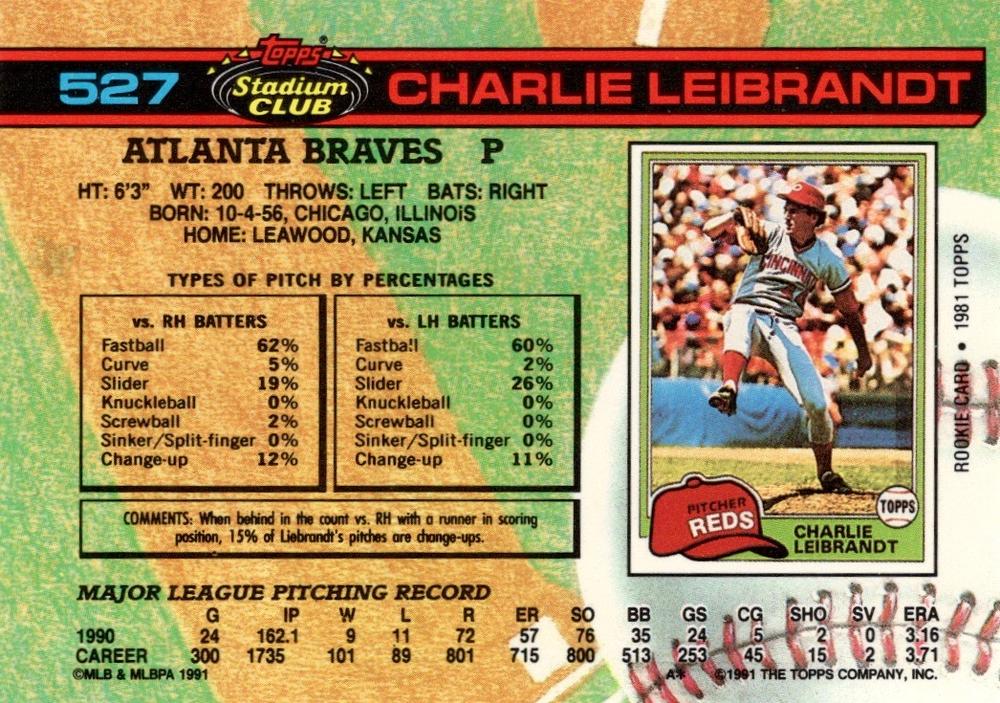 527
TOPPS®
Stadium
CLUB
CHARLIE LEIBRANDT
ATLANTA BRAVES P
HT: 6'3" WT: 200 THROWS: LEFT BATS: RIGHT
BORN: 10-4-56, CHICAGO, ILLINOiS
HOME: LEAWOOD, KANSAS
TYPES OF PITCH BY PERCENTAGES
vs. RH BATTERS
Fastball 62%
Curve 5%
Slider 19%
Knuckleball 0%
Screwball 2%
Sinker/Split-finger 0%
Change-up 12%
vs. LH BATTERS
Fastball 60%
Curve 2%
Slider 26%
Knuckleball 0%
Screwball 0%
Sinker/Split-finger 0%
Change-up 11%
COMMENTS: When behind in the count vs. RH with a runner in scoring
position, 15% of Liebrandt's pitches are change-ups.
CINCINN
PITCHER
REDS
TOPPS
CHARLIE
LEIBRANDT
ROOKIE CARD • 1981 TOPPS
MAJOR LEAGUE PITCHING RECORD
G IP W L R ER SO BB GS CG SHO SV ERA
1990 24 162.1 9 11 72 57 76 35 24 5 2 0 3.16
CAREER 300 1735 101 89 801 715 800 513 253 45 15 2 3.71
©MLB & MLBPA 1991
A* ©1991 THE TOPPS COMPANY, INC.